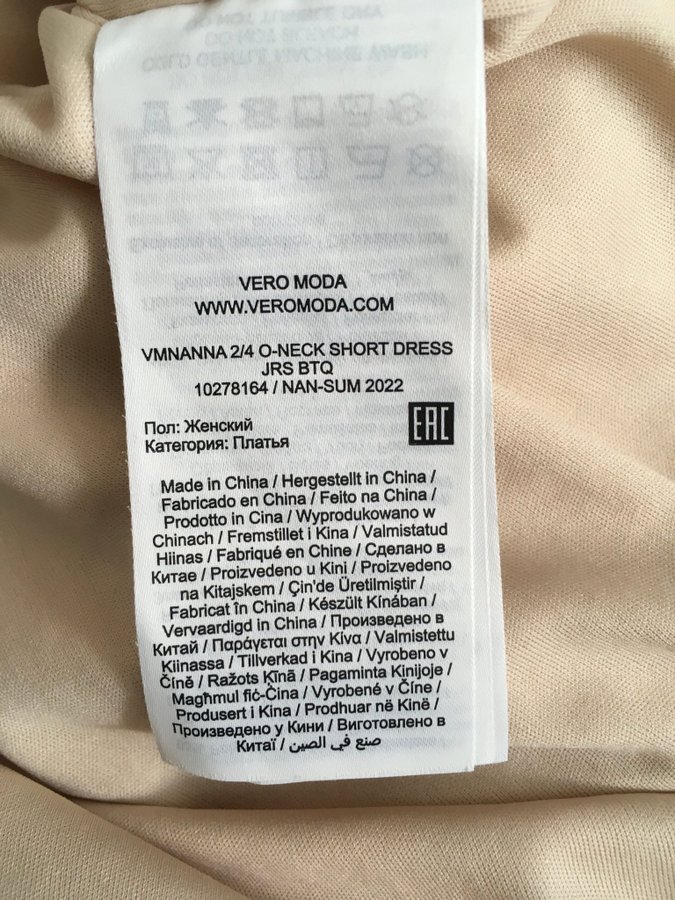 VERO MODA
WWW.VEROMODA.COM
VMNANNA 2/4 O-NECK SHORT DRESS
JRS BTQ
10278164 / NAN-SUM 2022
Пол: Женский
Категория: Платья
EAC
Made in China / Hergestellt in China /
Fabricado en China / Feito na China /
Prodotto in Cina / Wyprodukowano w
Chinach / Fremstillet i Kina / Valmistatud
Hiinas / Fabriqué en Chine / Сделано в
Китае / Proizvedeno u Kini / Proizvedeno
na Kitajskem / Çin'de Üretilmiştir /
Fabricat în China / Készült Kínában /
Vervaardigd in China / Произведено в
Китай / Παράγεται στην Κίνα / Valmistettu
Kiinassa / Tillverkad i Kina / Vyrobeno v
Číně / Ražots Ķīnā / Pagaminta Kinijoje /
Magħmul fiċ-Ċina / Vyrobené v Číne /
Produsert i Kina / Prodhuar në Kinë /
Произведено у Кини / Виготовлено в
Китаї / صنع في الصين